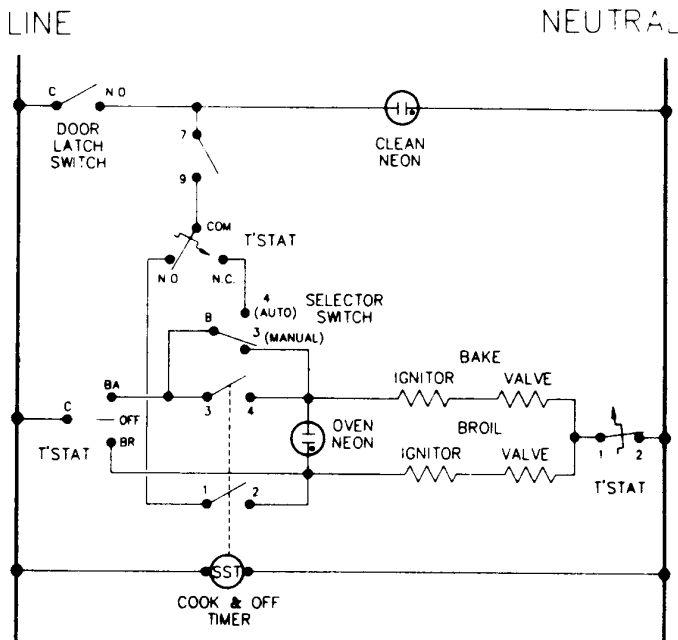 LINE
NEUTRAL
C N.O
DOOR
LATCH
SWITCH
CLEAN
NEON
7
9
COM
T'STAT
N.O
N.C.
4
(AUTO)
SELECTOR
SWITCH
B
3 (MANUAL)
BAKE
IGNITOR VALVE
BA
3 4
C
OFF
OVEN
NEON
BROIL
IGNITOR VALVE
T'STAT
BR
1 2
T'STAT
1 2
SST
COOK & OFF
TIMER